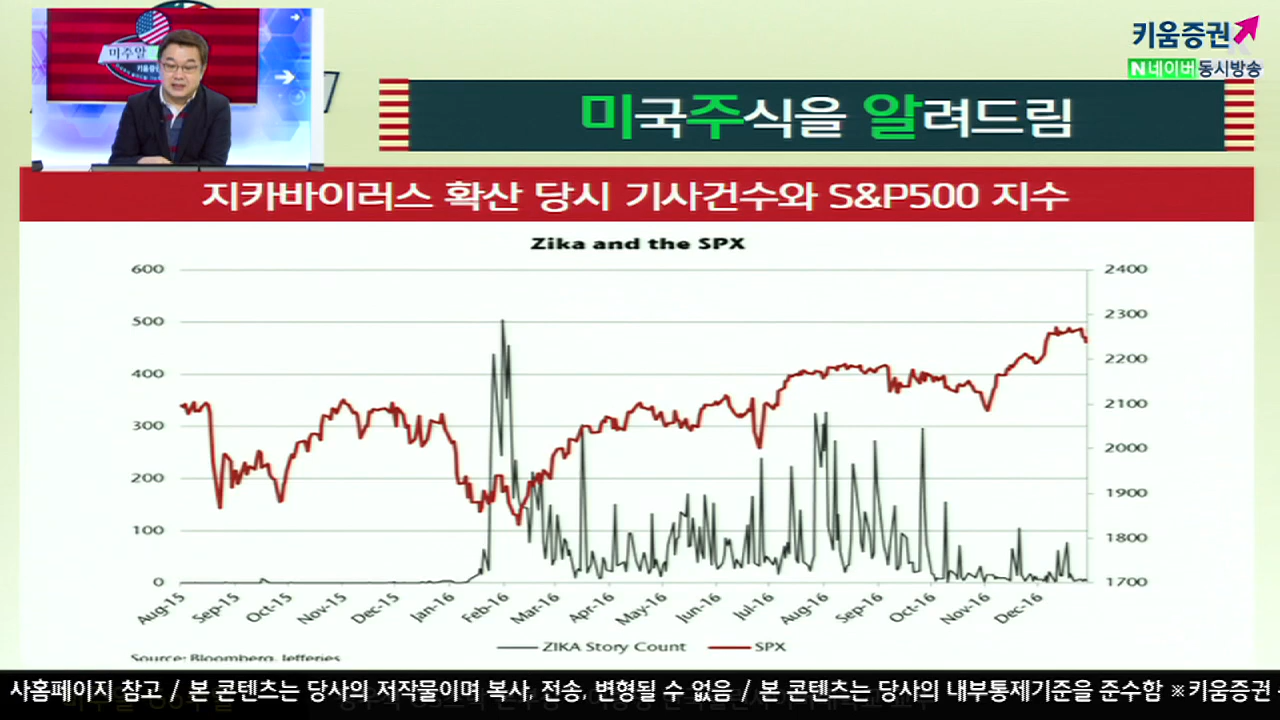 미주알
키움증권
N네이버 동시방송
미국주식을 알려드림
지카바이러스 확산 당시 기사건수와 S&P500 지수
Zika and the SPX
600
500
400
300
200
100
0
2400
2300
2200
2100
2000
1900
1800
1700
Aug-15
Sep-15
Oct-15
Nov-15
Dec-15
Jan-16
Feb-16
Mar-16
Apr-16
May-16
Jun-16
Jul-16
Aug-16
Sep-16
Oct-16
Nov-16
Dec-16
ZIKA Story Count
SPX
Source: Bloomberg, Jefferies
사홈페이지 참고 / 본 콘텐츠는 당사의 저작물이며 복사, 전송, 변형될 수 없음 / 본 콘텐츠는 당사의 내부통제기준을 준수함 ※키움증권